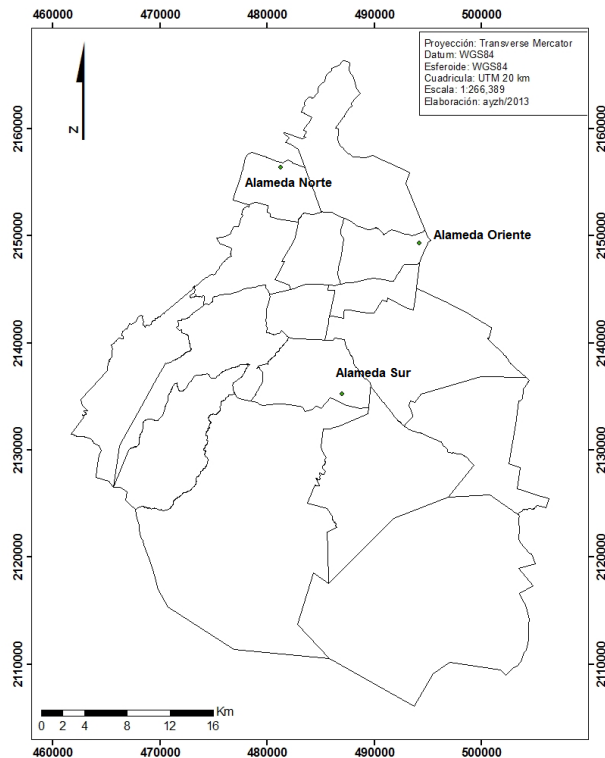 460000 470000 480000 490000 500000
Proyección: Transverse Mercator
Datum: WGS84
Esferoide: WGS84
Cuadricula: UTM 20 km
Escala: 1:266,389
Elaboración: ayzh/2013
N
2160000 2160000
Alameda Norte
Alameda Oriente
2150000 2150000
2140000 2140000
Alameda Sur
2130000 2130000
2120000 2120000
2110000 2110000
Km
0 2 4 8 12 16
460000 470000 480000 490000 500000